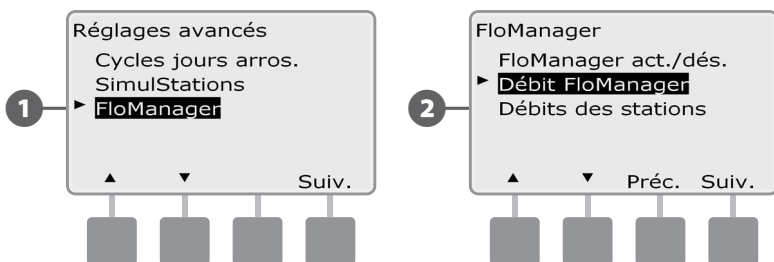 1
Réglages avancés
Cycles jours arros.
SimulStations
► FloManager
▲ ▼ Suiv.
2
FloManager
FloManager act./dés.
► Débit FloManager
Débits des stations
▲ ▼ Préc. Suiv.